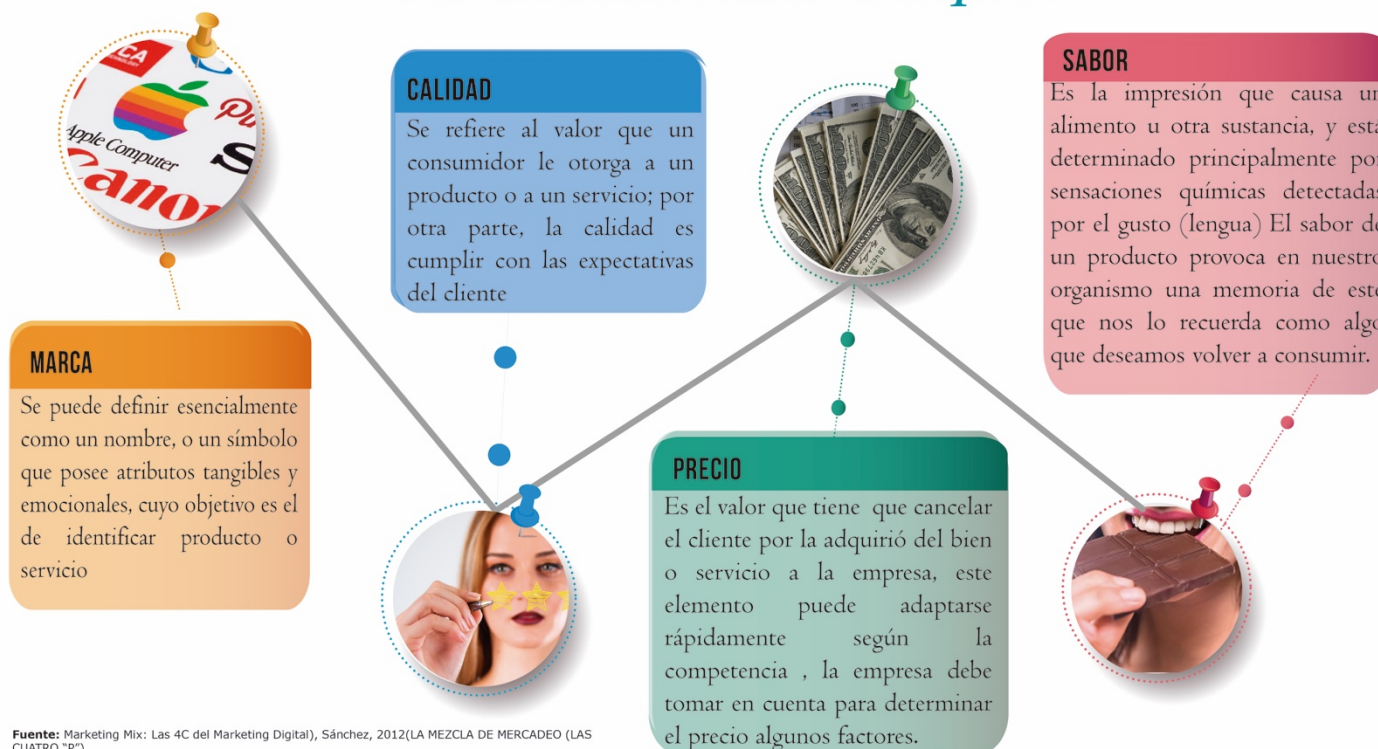 Apple Computer
MARCA
Se puede definir esencialmente
como un nombre, o un símbolo
que posee atributos tangibles y
emocionales, cuyo objetivo es el
de identificar producto o
servicio
CALIDAD
Se refiere al valor que un
consumidor le otorga a un
producto o a un servicio; por
otra parte, la calidad es
cumplir con las expectativas
del cliente
PRECIO
Es el valor que tiene que cancelar
el cliente por la adquirió del bien
o servicio a la empresa, este
elemento puede adaptarse
rápidamente según la
competencia , la empresa debe
tomar en cuenta para determinar
el precio algunos factores.
SABOR
Es la impresión que causa un
alimento u otra sustancia, y está
determinado principalmente por
sensaciones químicas detectadas
por el gusto (lengua) El sabor de
un producto provoca en nuestro
organismo una memoria de este
que nos lo recuerda como algo
que deseamos volver a consumir.
Fuente: Marketing Mix: Las 4C del Marketing Digital), Sánchez, 2012(LA MEZCLA DE MERCADEO (LAS
CUATRO “P”)